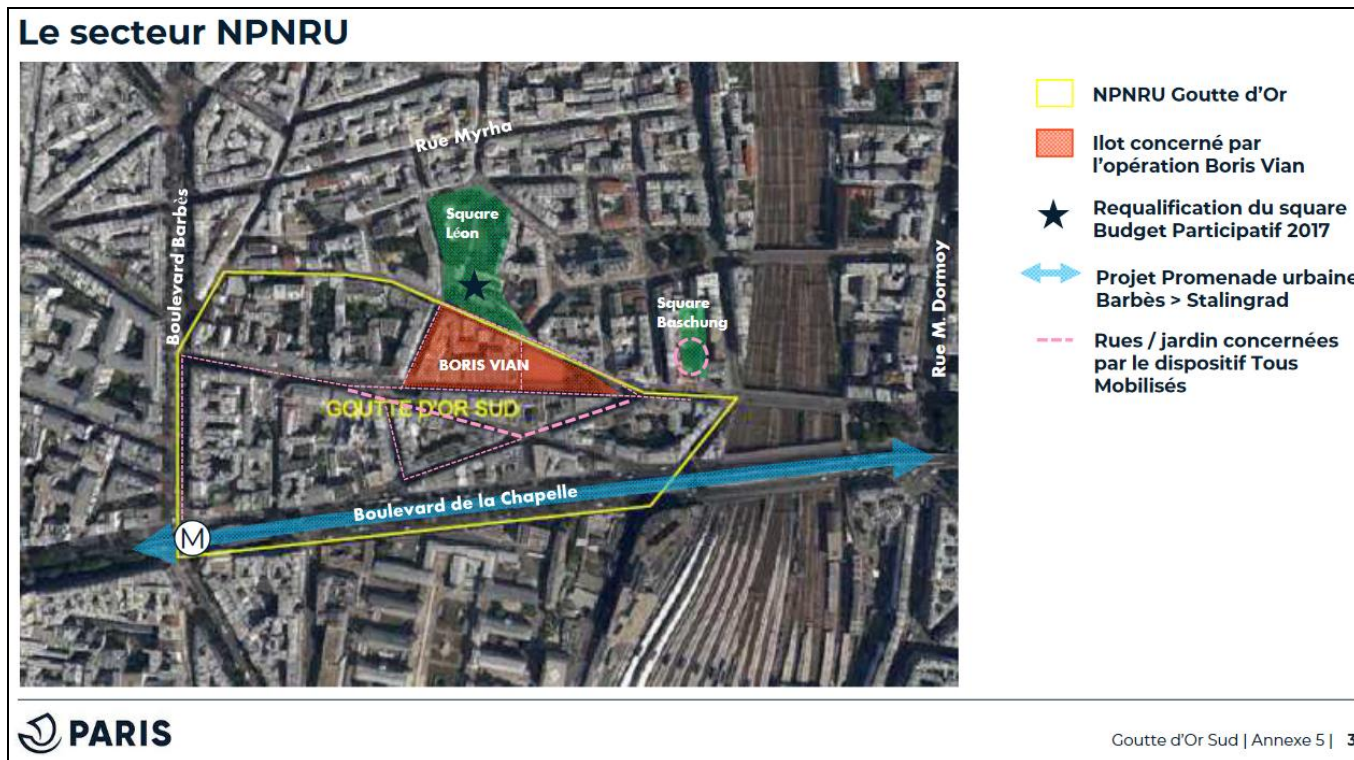 Le secteur NPNRU
Rue Myrha
Boulevard Barbès
Square
Léon
Square
Baschung
Rue M. Dormoy
BORIS VIAN
GOUTTE D'OR SUD
Boulevard de la Chapelle
M
NPNRU Goutte d'Or
Ilot concerné par
l'opération Boris Vian
Requalification du square
Budget Participatif 2017
Projet Promenade urbaine
Barbès > Stalingrad
Rues / jardin concernées
par le dispositif Tous
Mobilisés
PARIS
Goutte d'Or Sud | Annexe 5 | 3